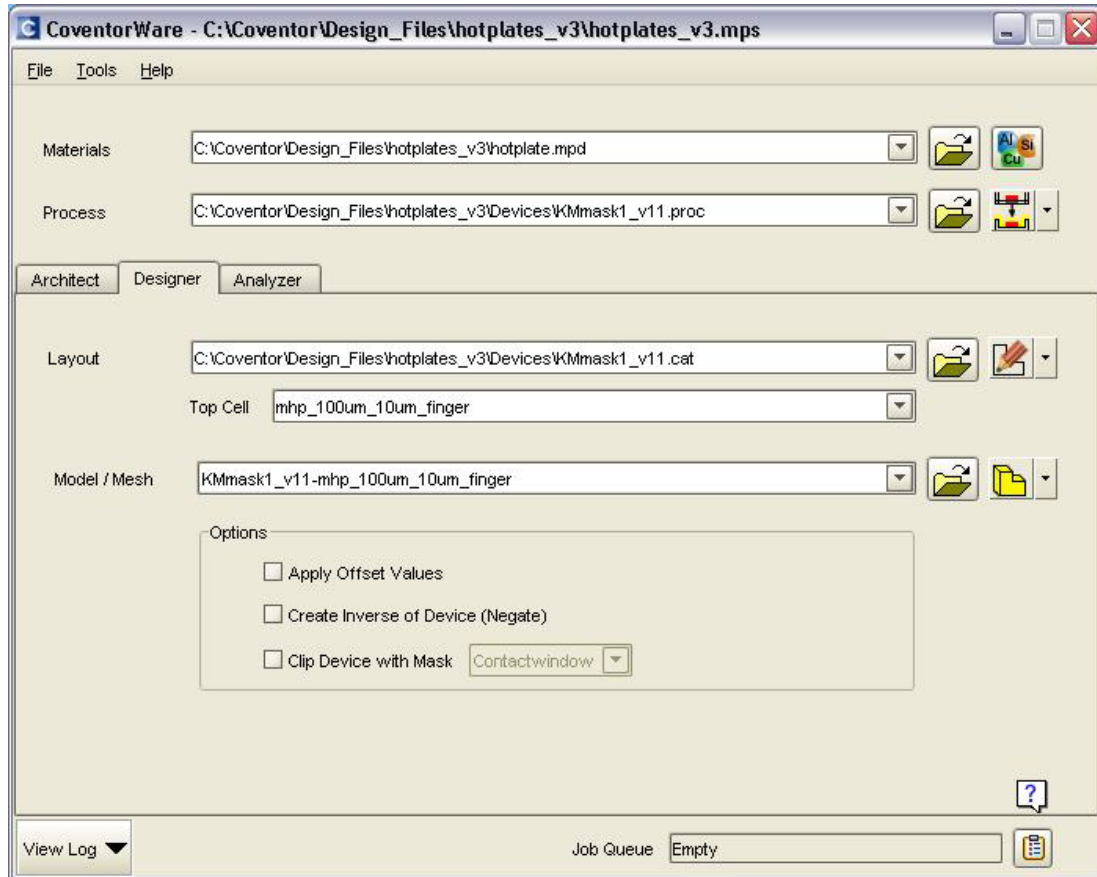 CoventorWare - C:\Coventor\Design_Files\hotplates_v3\hotplates_v3.mps
File Tools Help
Materials C:\Coventor\Design_Files\hotplates_v3\hotplate.mpd
Al Si Cu
Process C:\Coventor\Design_Files\hotplates_v3\Devices\KMmask1_v11.proc
Architect Designer Analyzer
Layout C:\Coventor\Design_Files\hotplates_v3\Devices\KMmask1_v11.cat
Top Cell mhp_100um_10um_finger
Model / Mesh KMmask1_v11-mhp_100um_10um_finger
Options
Apply Offset Values
Create Inverse of Device (Negate)
Clip Device with Mask Contactwindow
?
View Log Job Queue Empty